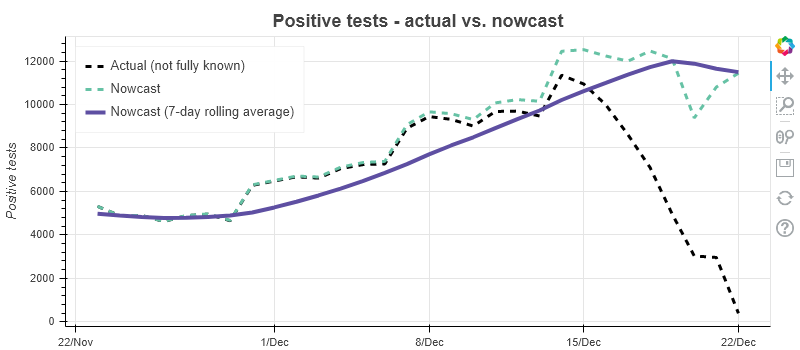 Positive tests - actual vs. nowcast
Actual (not fully known)
Nowcast
Nowcast (7-day rolling average)
Positive tests
12000
10000
8000
6000
4000
2000
0
22/Nov
1/Dec
8/Dec
15/Dec
22/Dec